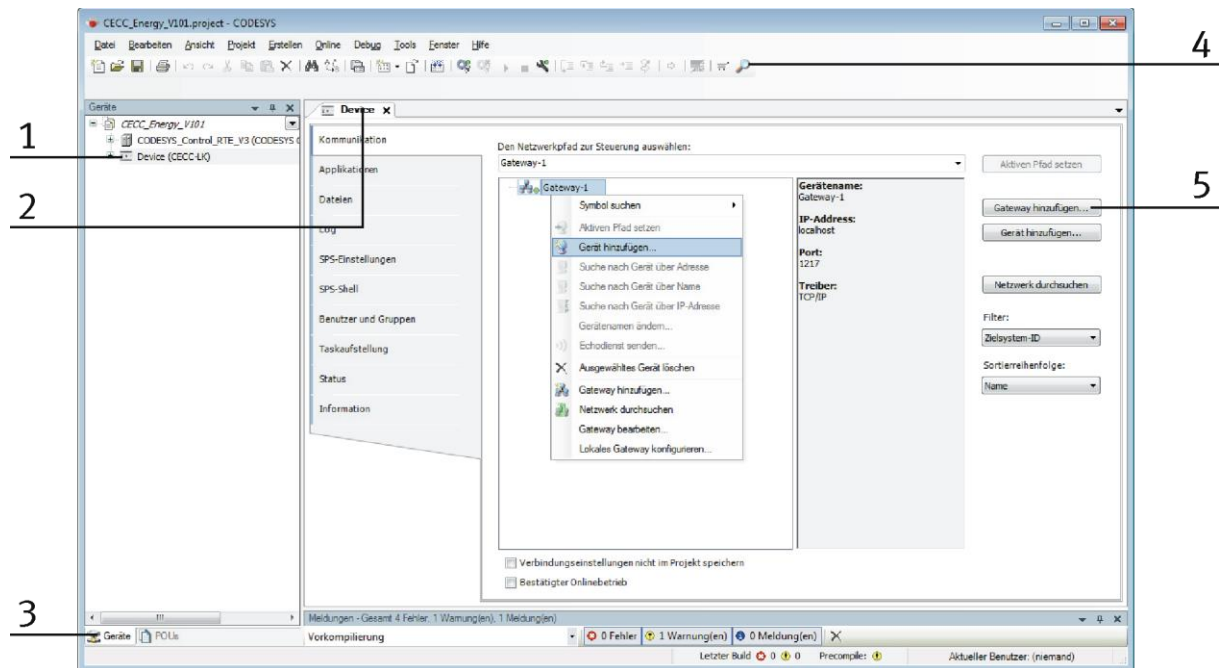 CECC_Energy_V101.project - CODESYS
Datei Bearbeiten Ansicht Projekt Erstellen Online Debug Tools Fenster Hilfe
4
Geräte
Device
1
CECC_Energy_V101
CODESYS_Control_RTE_V3 (CODESYS C
Device (CECC-LK)
2
Kommunikation
Applikationen
Dateien
Log
SPS-Einstellungen
SPS-Shell
Benutzer und Gruppen
Taskaufstellung
Status
Information
Den Netzwerkpfad zur Steuerung auswählen:
Gateway-1
Aktiven Pfad setzen
Gateway-1
Symbol suchen
Aktiven Pfad setzen
Gerät hinzufügen...
Suche nach Gerät über Adresse
Suche nach Gerät über Name
Suche nach Gerät über IP-Adresse
Gerätenamen ändern...
Echodienst senden...
Ausgewähltes Gerät löschen
Gateway hinzufügen...
Netzwerk durchsuchen
Gateway bearbeiten...
Lokales Gateway konfigurieren...
Gerätename:
Gateway-1
IP-Address:
localhost
Port:
1217
Treiber:
TCP/IP
5
Gateway hinzufügen...
Gerät hinzufügen...
Netzwerk durchsuchen
Filter:
Zielsystem-ID
Sortierreihenfolge:
Name
Verbindungseinstellungen nicht im Projekt speichern
Bestätigter Onlinebetrieb
3
Geräte POUs
Meldungen - Gesamt 4 Fehler, 1 Warnung(en), 1 Meldung(en)
Vorkompilierung 0 Fehler 1 Warnung(en) 0 Meldung(en)
Letzter Build 0 0 Precompile: Aktueller Benutzer: (niemand)